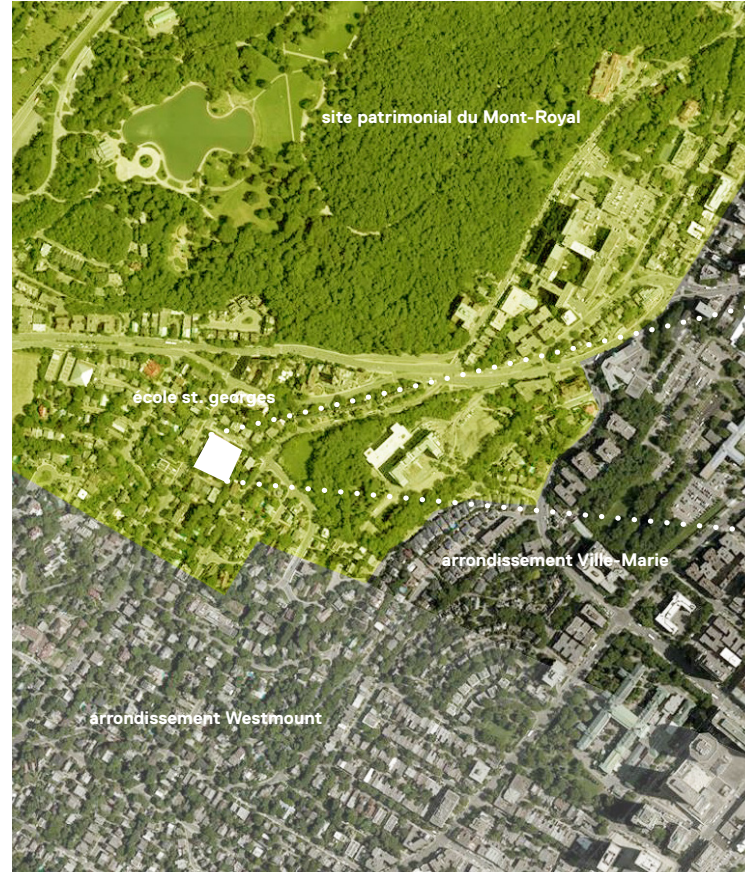 site patrimonial du Mont-Royal
école st. georges
arrondissement Ville-Marie
arrondissement Westmount